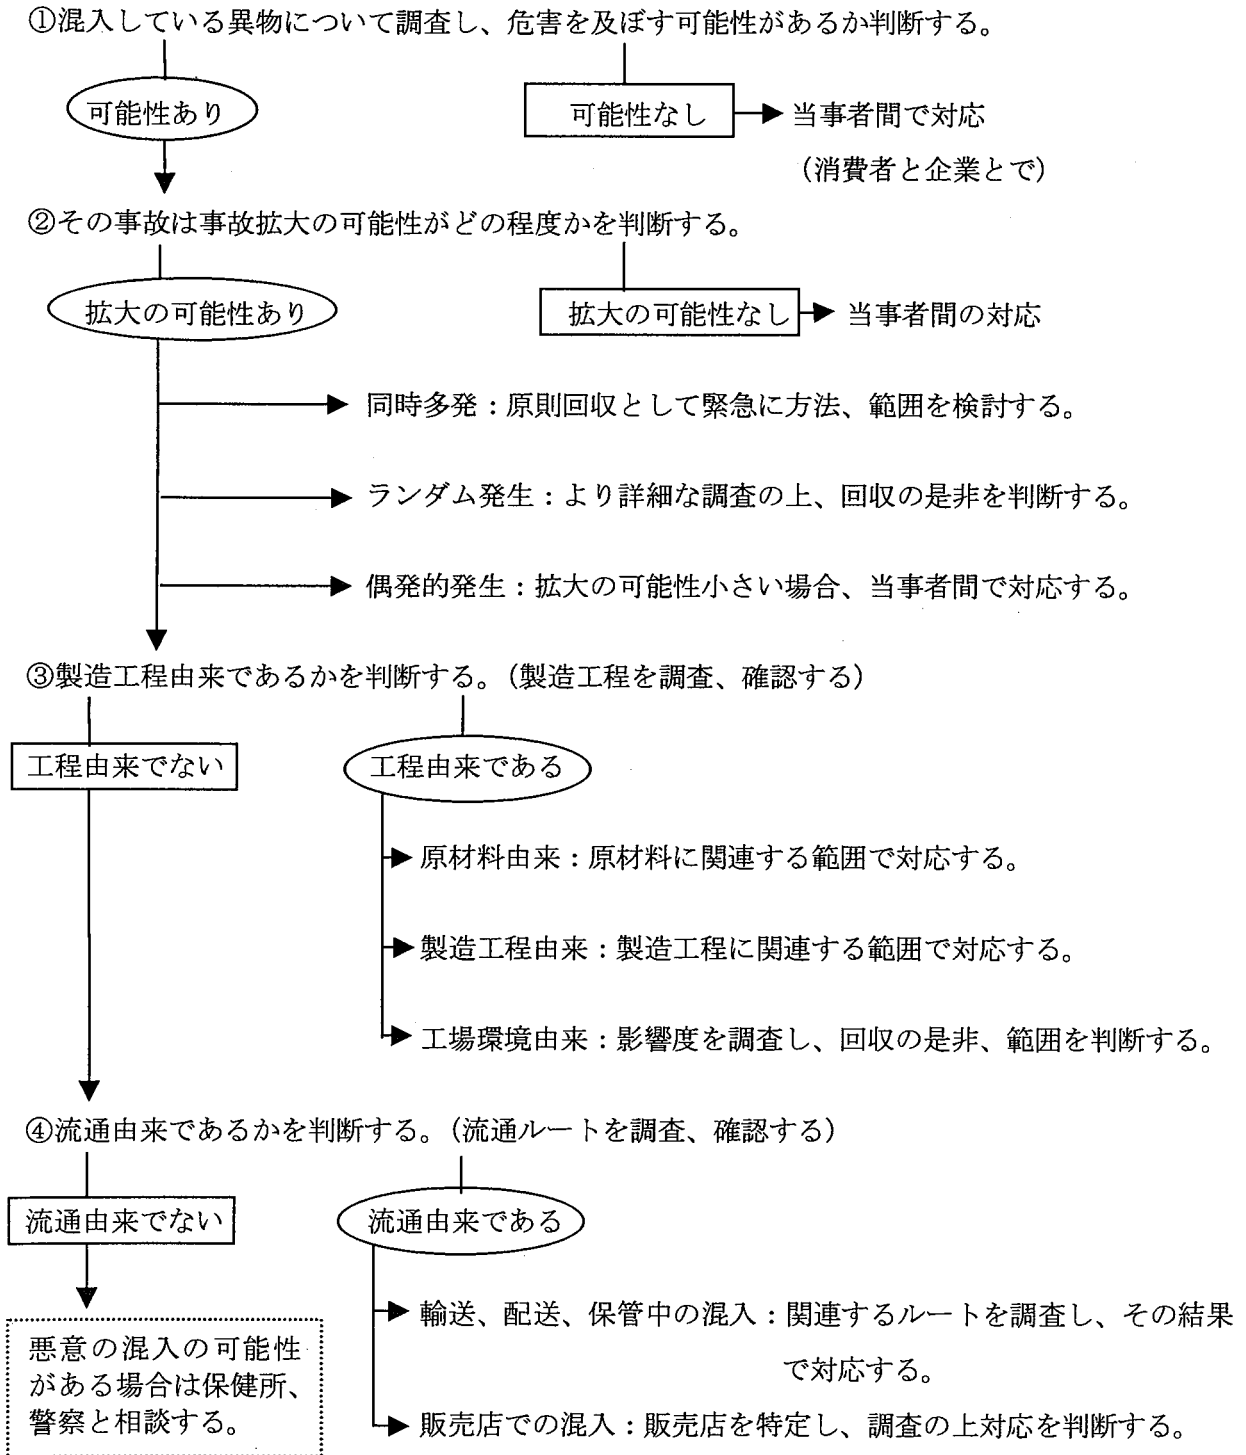 ①混入している異物について調査し、危害を及ぼす可能性があるか判断する。
可能性あり
可能性なし
当事者間で対応
（消費者と企業とで）
②その事故は事故拡大の可能性がどの程度かを判断する。
拡大の可能性あり
拡大の可能性なし
当事者間の対応
同時多発：原則回収として緊急に方法、範囲を検討する。
ランダム発生：より詳細な調査の上、回収の是非を判断する。
偶発的発生：拡大の可能性小さい場合、当事者間で対応する。
③製造工程由来であるかを判断する。（製造工程を調査、確認する）
工程由来でない
工程由来である
原材料由来：原材料に関連する範囲で対応する。
製造工程由来：製造工程に関連する範囲で対応する。
工場環境由来：影響度を調査し、回収の是非、範囲を判断する。
④流通由来であるかを判断する。（流通ルートを調査、確認する）
流通由来でない
流通由来である
輸送、配送、保管中の混入：関連するルートを調査し、その結果
で対応する。
悪意の混入の可能性
がある場合は保健所、
警察と相談する。
販売店での混入：販売店を特定し、調査の上対応を判断する。